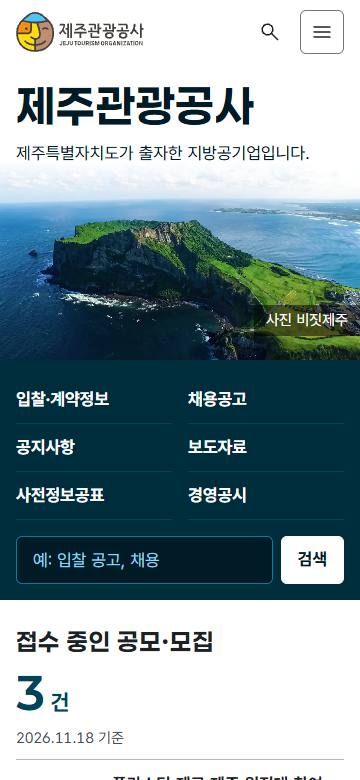 제주관광공사
JEJU TOURISM ORGANIZATION
제주관광공사
제주특별자치도가 출자한 지방공기업입니다.
사진 비짓제주
입찰·계약정보
채용공고
공지사항
보도자료
사전정보공표
경영공시
예: 입찰 공고, 채용
검색
접수 중인 공모·모집
3 건
2026.11.18 기준